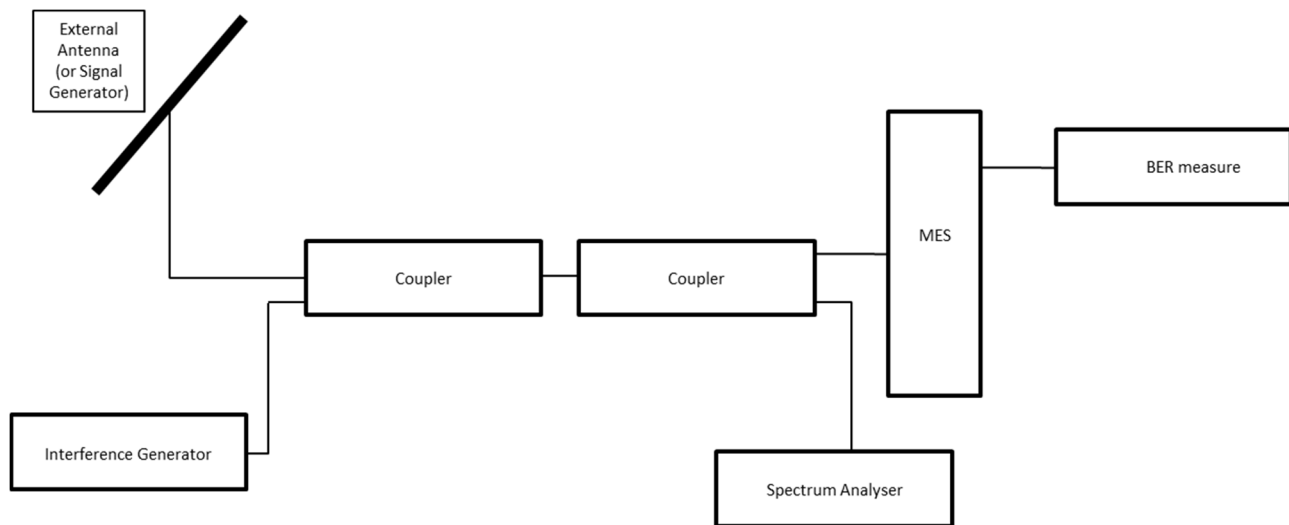 External
Antenna
(or Signal
Generator)
BER measure
MES
Coupler
Coupler
Interference Generator
Spectrum Analyser